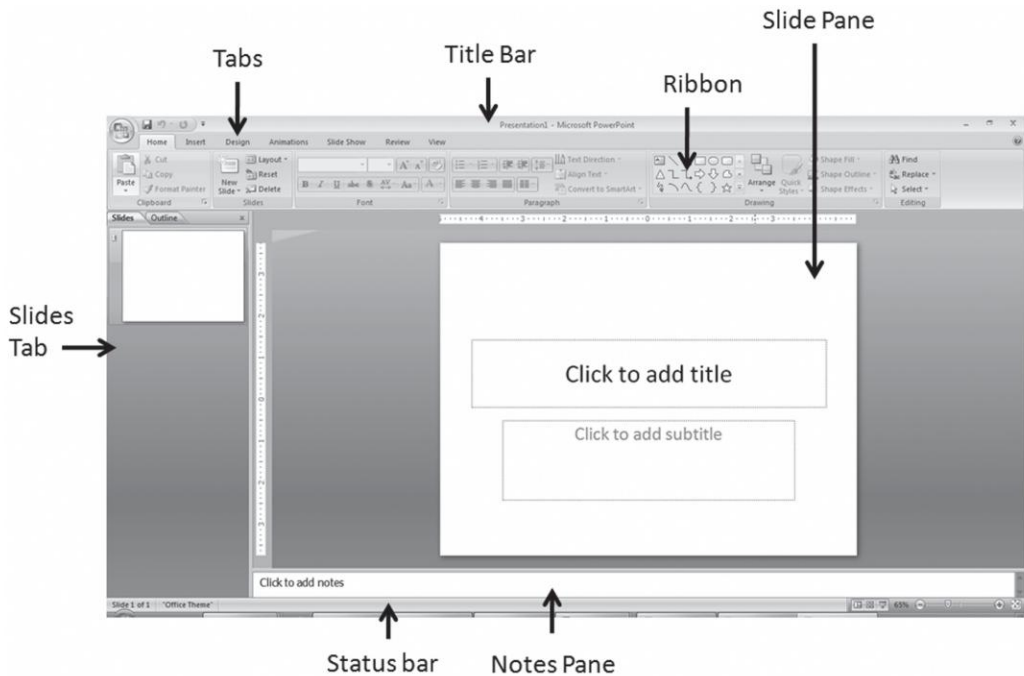 Slide Pane
Title Bar
Tabs
Ribbon
Presentation1 - Microsoft PowerPoint
Home Insert Design Animations Slide Show Review View
Cut Layout Text Direction Shape Fill Find
Copy Reset Align Text Shape Outline Replace
Paste Format Painter New Slide Delete Convert to SmartArt Arrange Quick Styles Shape Effects Select
Clipboard Slides Font Paragraph Drawing Editing
Slides Outline
1
Slides
Tab
Click to add title
Click to add subtitle
Click to add notes
Slide 1 of 1 "Office Theme" 65%
Status bar
Notes Pane